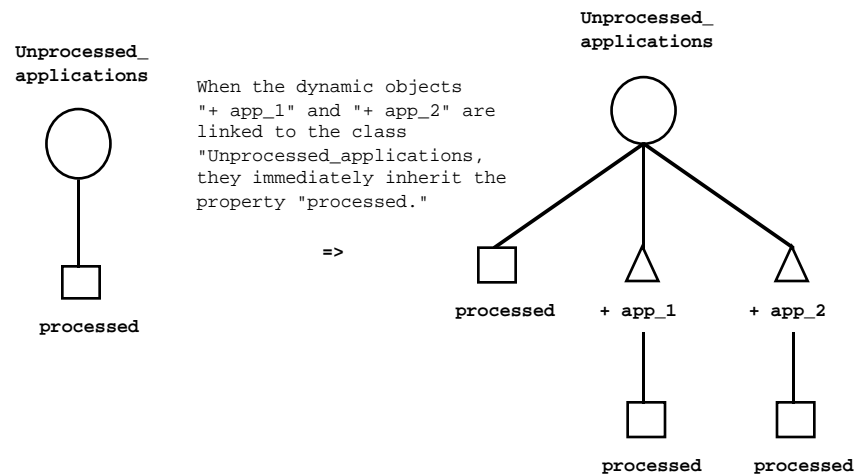 Unprocessed_
applications
processed
When the dynamic objects
"+ app_1" and "+ app_2" are
linked to the class
"Unprocessed_applications,
they immediately inherit the
property "processed."
=>
Unprocessed_
applications
processed
+ app_1
+ app_2
processed
processed